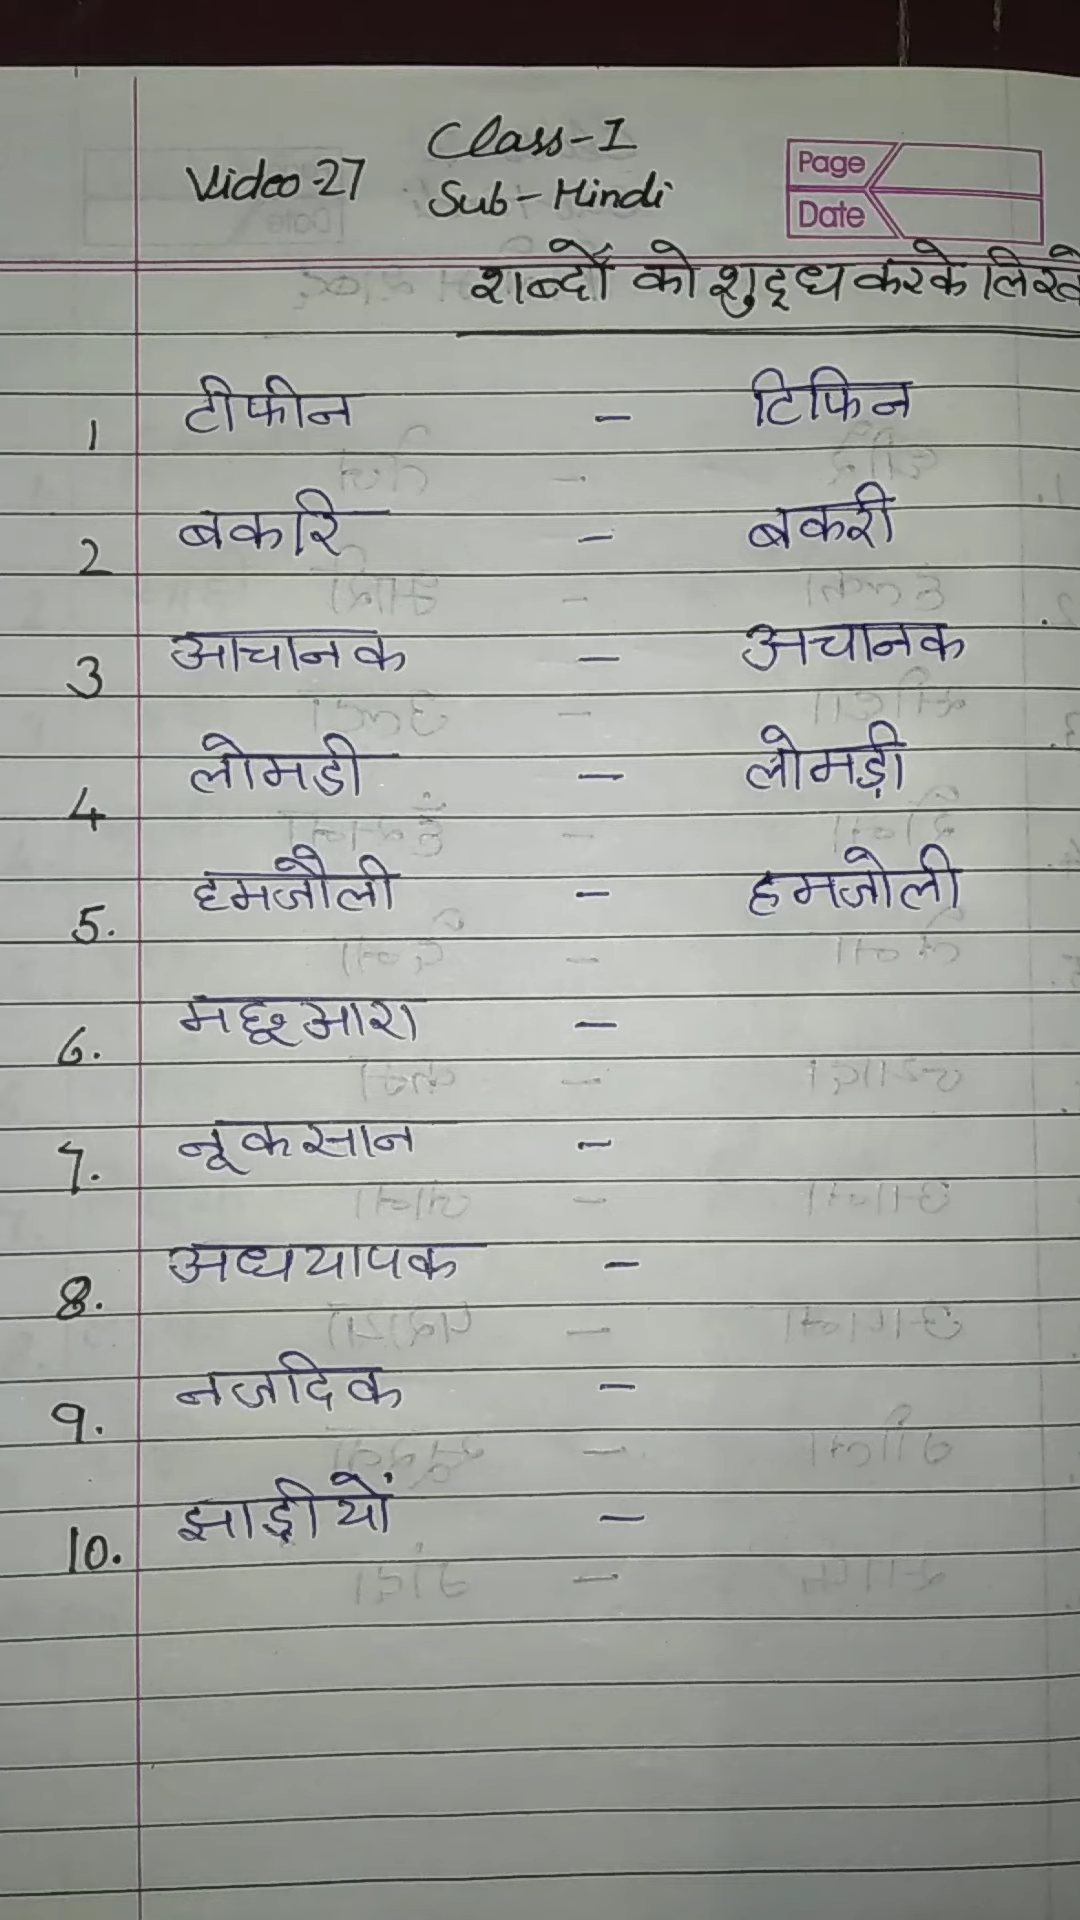 Class-I
Video-27 Sub-Hindi
Page
Date
शब्दों को शुद्ध करके लिखे
1 टीफीन - टिफिन
2 बकरि - बकरी
3 आचानक - अचानक
4 लोमडी - लोमड़ी
5. हमजौली - हमजोली
6. मछूआरा -
7. नूकसान -
8. अधयापक -
9. नजदिक -
10. झाड़ीयों -